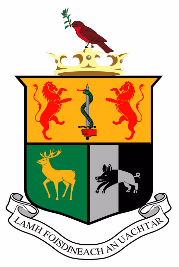 LAMH FOISDINEACH AN UACHTAR